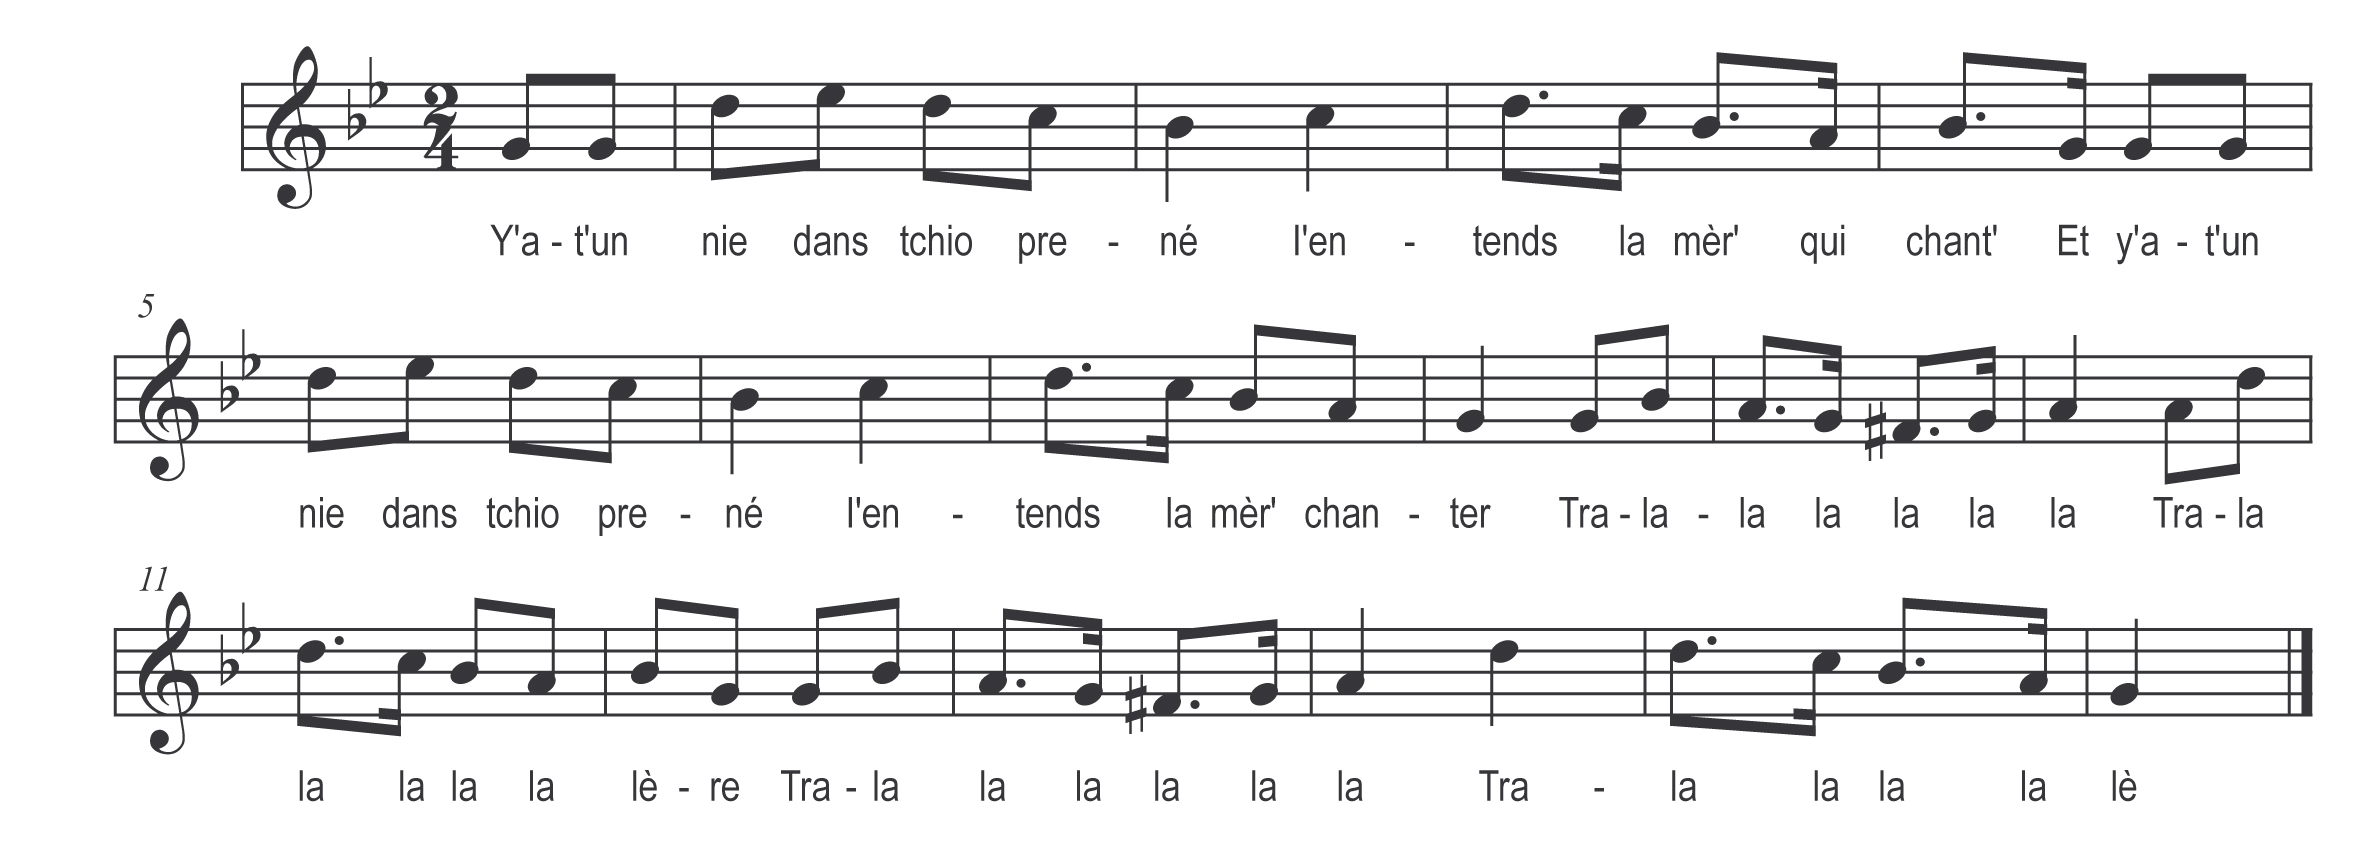 Y'a - t'un nie dans tchio pre - né l'en - tends la mèr' qui chant' Et y'a - t'un
5
nie dans tchio pre - né l'en - tends la mèr' chan - ter Tra - la - la la la la la Tra - la
11
la la la la lè - re Tra - la la la la la la Tra - la la la la lè